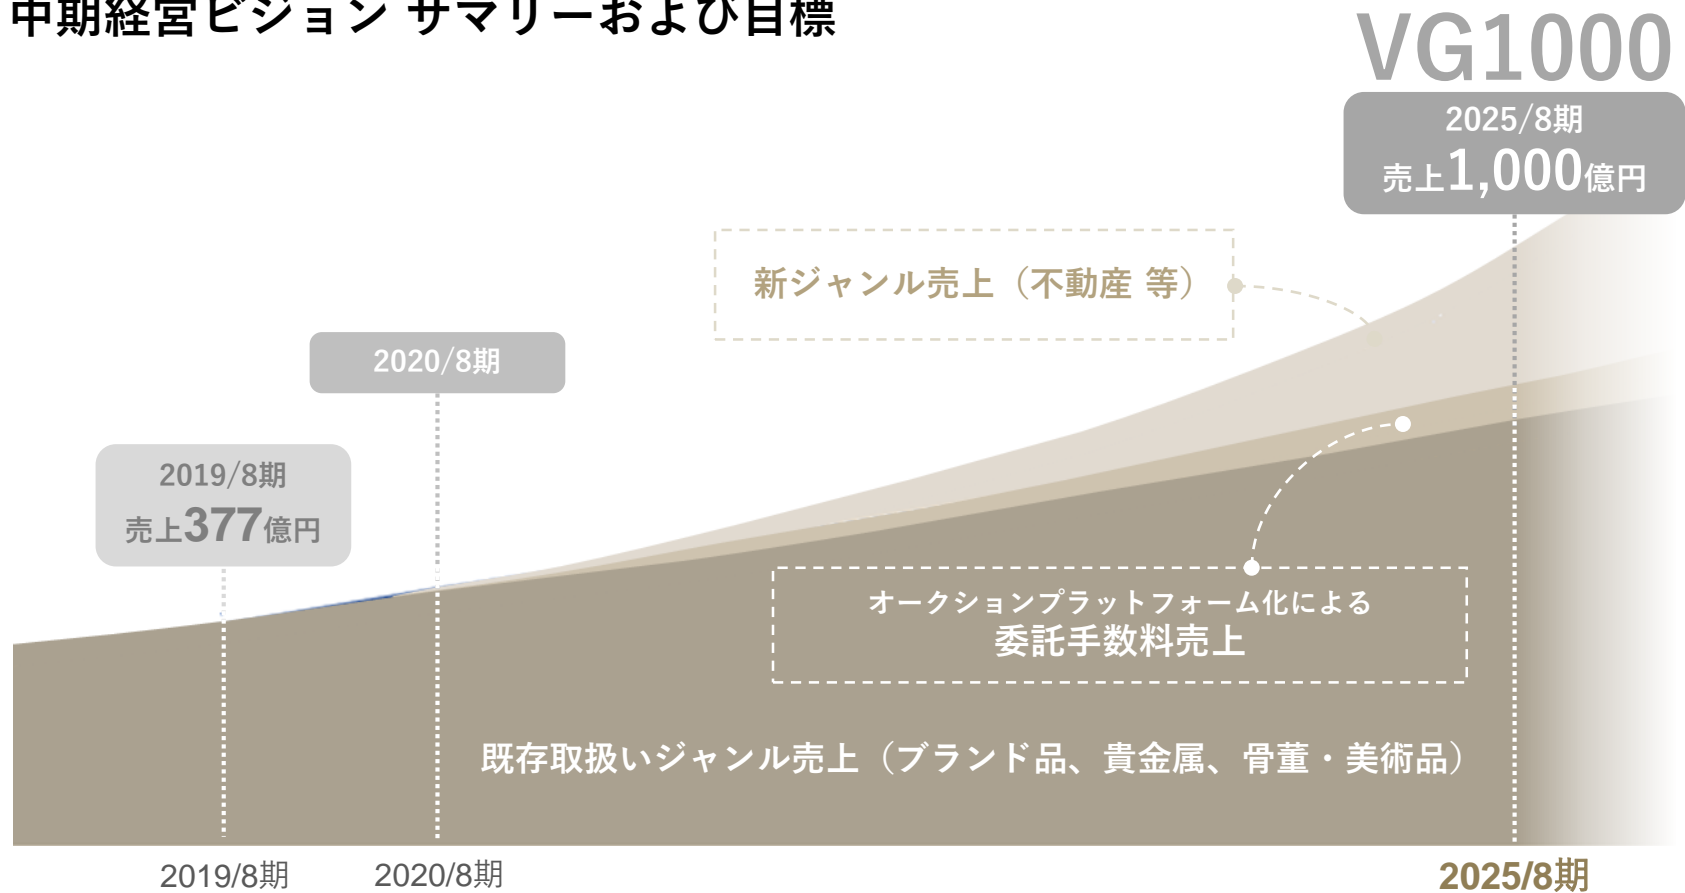 中期経営ビジョン サマリーおよび目標
VG1000
2025/8期
売上1,000億円
新ジャンル売上（不動産 等）
2020/8期
2019/8期
売上377億円
オークションプラットフォーム化による
委託手数料売上
既存取扱いジャンル売上（ブランド品、貴金属、骨董・美術品）
2019/8期
2020/8期
2025/8期